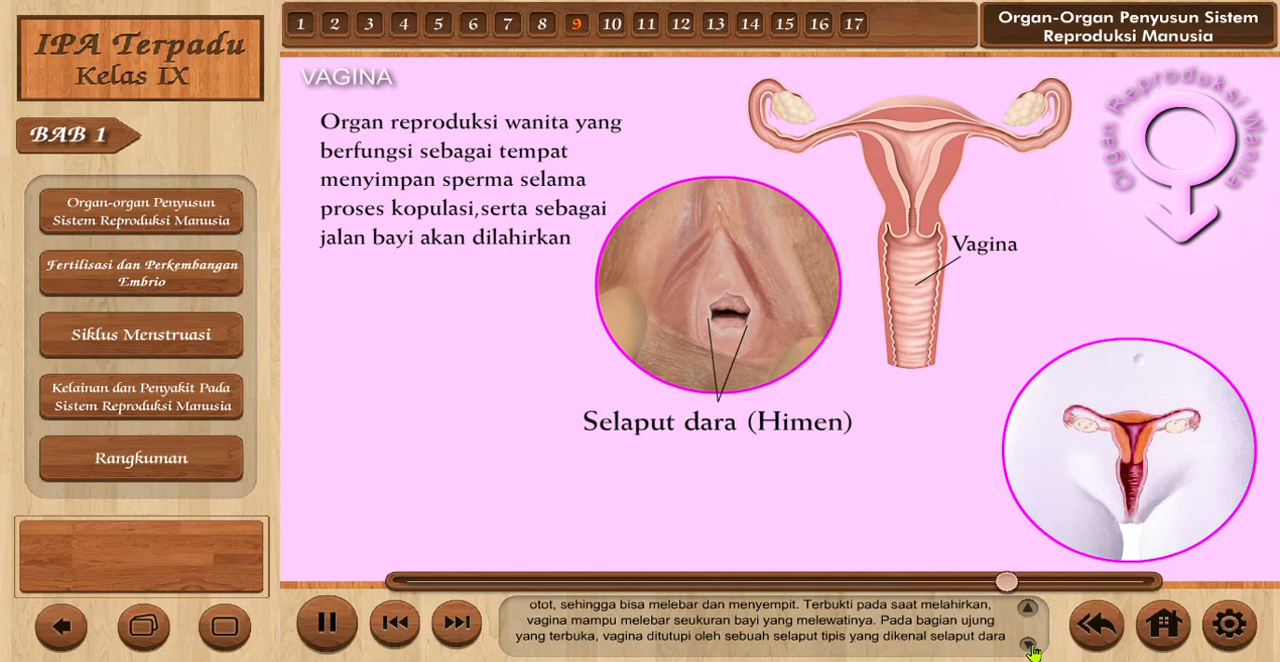 IPA Terpadu
Kelas IX
BAB 1
Organ-organ Penyusun
Sistem Reproduksi Manusia
Fertilisasi dan Perkembangan
Embrio
Siklus Menstruasi
Kelainan dan Penyakit Pada
Sistem Reproduksi Manusia
Rangkuman
1 2 3 4 5 6 7 8 9 10 11 12 13 14 15 16 17
Organ-Organ Penyusun Sistem
Reproduksi Manusia
VAGINA
Organ reproduksi wanita yang
berfungsi sebagai tempat
menyimpan sperma selama
proses kopulasi,serta sebagai
jalan bayi akan dilahirkan
Vagina
Selaput dara (Himen)
Organ Reproduksi Wanita
otot, sehingga bisa melebar dan menyempit. Terbukti pada saat melahirkan,
vagina mampu melebar seukuran bayi yang melewatinya. Pada bagian ujung
yang terbuka, vagina ditutupi oleh sebuah selaput tipis yang dikenal selaput dara